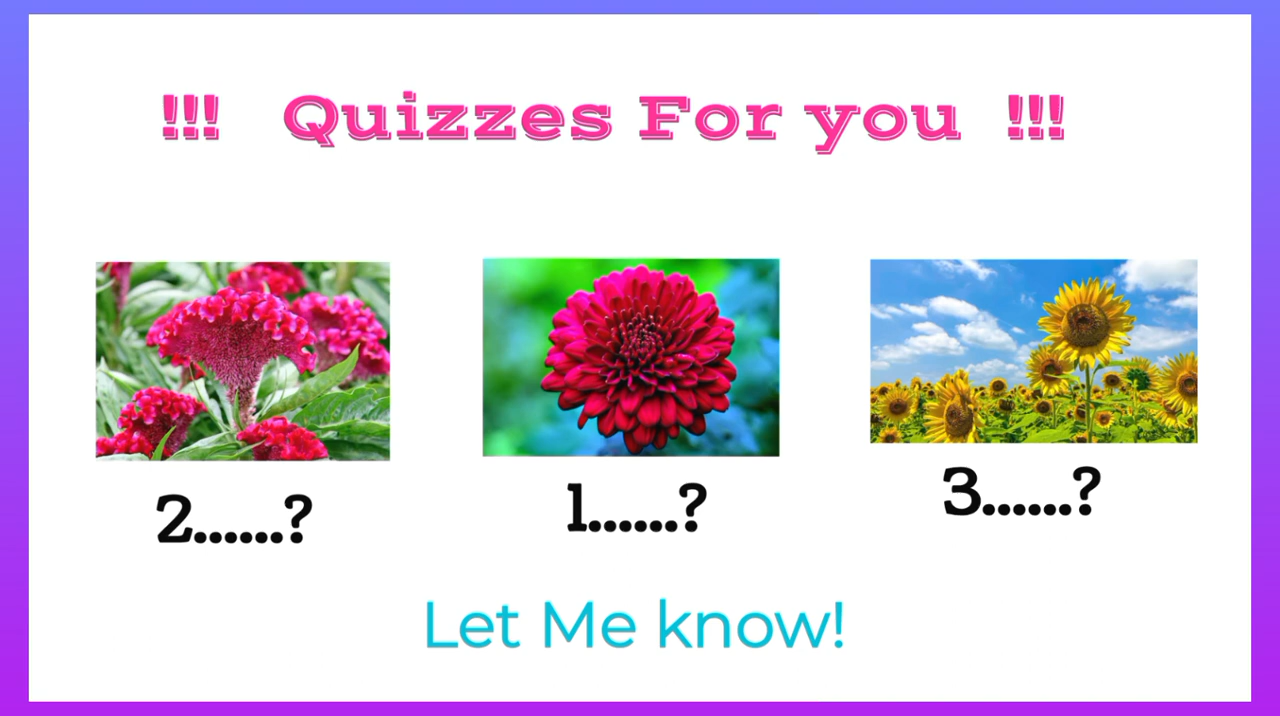 !!! Quizzes For you !!!
2......?
1......?
3......?
Let Me know!